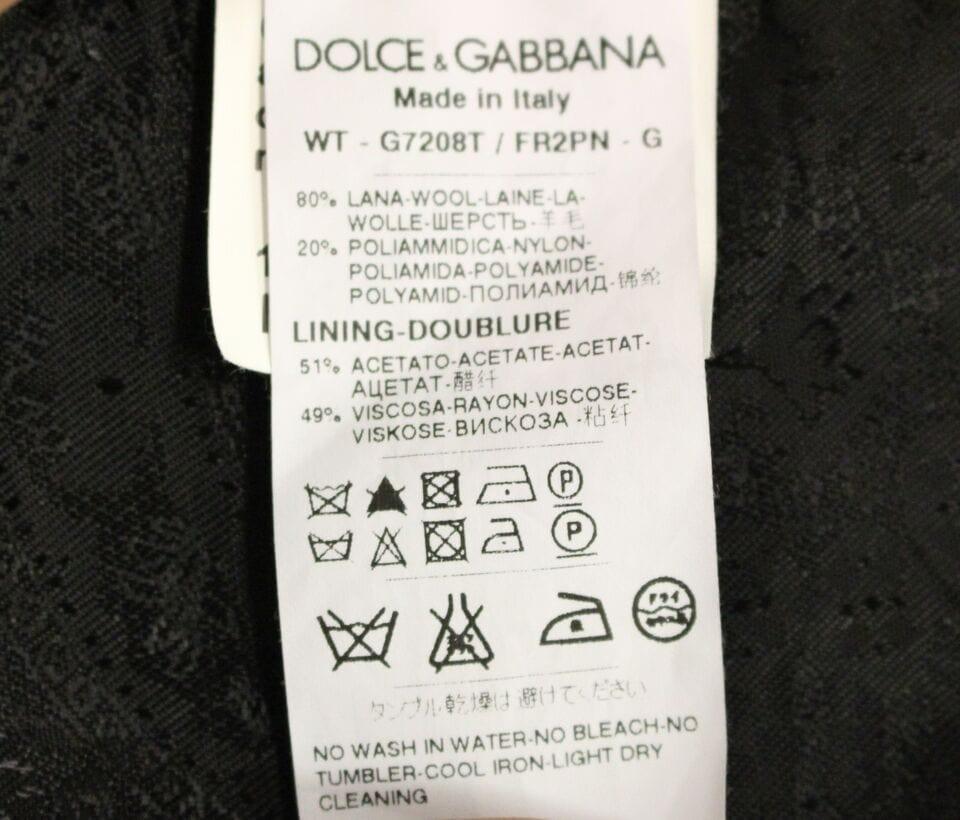 DOLCE & GABBANA
Made in Italy
WT - G7208T / FR2PN - G
80% LANA-WOOL-LAINE-LA-
WOLLE-ШЕРСТЬ-羊毛
20% POLIAMMIDICA-NYLON-
POLIAMIDA-POLYAMIDE-
POLYAMID-ПОЛИАМИД-锦纶
LINING-DOUBLURE
51% ACETATO-ACETATE-ACETAT-
АЦЕТАТ-醋纤
49% VISCOSA-RAYON-VISCOSE-
VISKOSE-ВИСКОЗА -粘纤
P
P
ドライ
タンブル乾燥は避けてください
NO WASH IN WATER-NO BLEACH-NO
TUMBLER-COOL IRON-LIGHT DRY
CLEANING